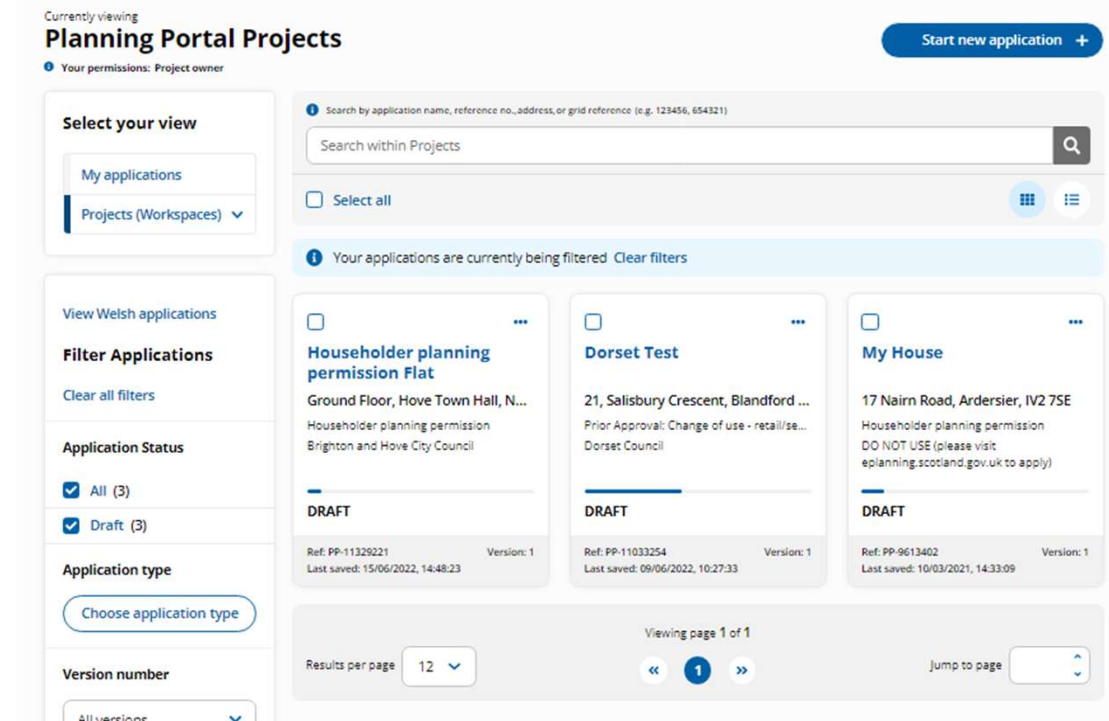 Currently viewing
Planning Portal Projects
Your permissions: Project owner
Start new application +
Select your view
My applications
Projects (Workspaces)
Search by application name, reference no.,address, or grid reference (e.g. 123456, 654321)
Search within Projects
Select all
Your applications are currently being filtered Clear filters
View Welsh applications
Filter Applications
Clear all filters
Application Status
All (3)
Draft (3)
Application type
Choose application type
Version number
All versions
Householder planning
permission Flat
Ground Floor, Hove Town Hall, N...
Householder planning permission
Brighton and Hove City Council
DRAFT
Ref: PP-11329221 Version: 1
Last saved: 15/06/2022, 14:48:23
Dorset Test
21, Salisbury Crescent, Blandford ...
Prior Approval: Change of use - retail/se...
Dorset Council
DRAFT
Ref: PP-11033254 Version: 1
Last saved: 09/06/2022, 10:27:33
My House
17 Nairn Road, Ardersier, IV2 7SE
Householder planning permission
DO NOT USE (please visit
eplanning.scotland.gov.uk to apply)
DRAFT
Ref: PP-9613402 Version: 1
Last saved: 10/03/2021, 14:33:09
Viewing page 1 of 1
Results per page 12
« 1 »
Jump to page